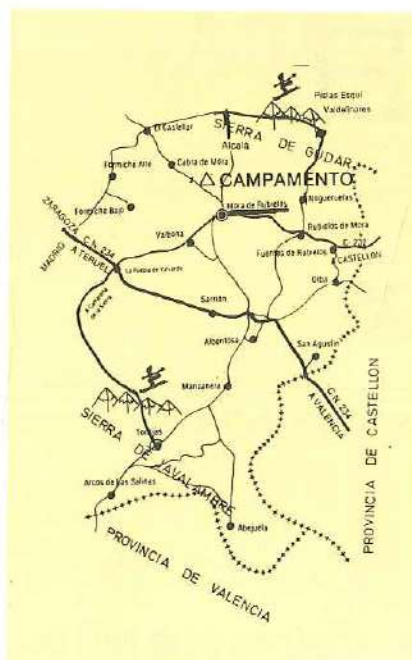 Pistas Esquí
Valdelinares
El Castellar
SIERRA DE GUDAR
Alcalá
Formiche Alto
Cabra de Mora
CAMPAMENTO
Mora de Rubielos
Nogueruelas
Formiche Bajo
ZARAGOZA
C.N. 234
MADRID
A TERUEL
Valbona
Rubielos de Mora
Fuentes de Rubielos
CASTELLON
La Puebla de Valverde
Olba
Sarrión
Albentosa
San Agustín
Manzanera
C.N. 234
A VALENCIA
SIERRA DE JAVALAMBRE
Torrijas
Arcos de Las Salinas
Abejuela
PROVINCIA DE VALENCIA
PROVINCIA DE CASTELLON